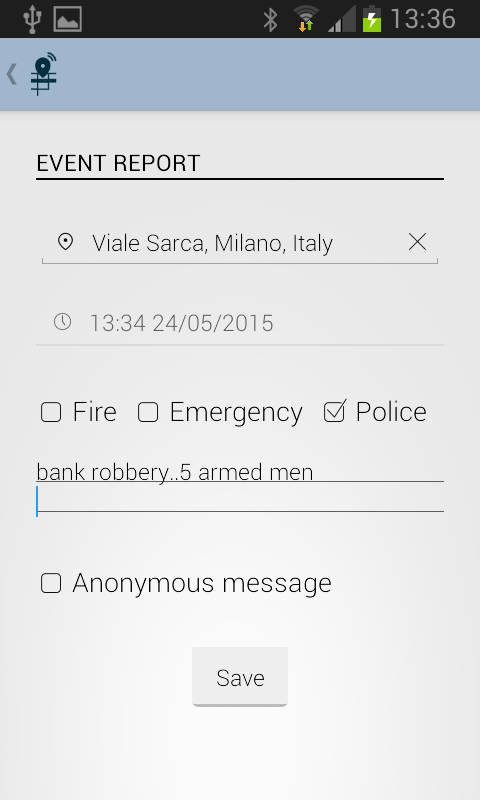 13:36
EVENT REPORT
Viale Sarca, Milano, Italy
13:34 24/05/2015
Fire Emergency Police
bank robbery..5 armed men
Anonymous message
Save